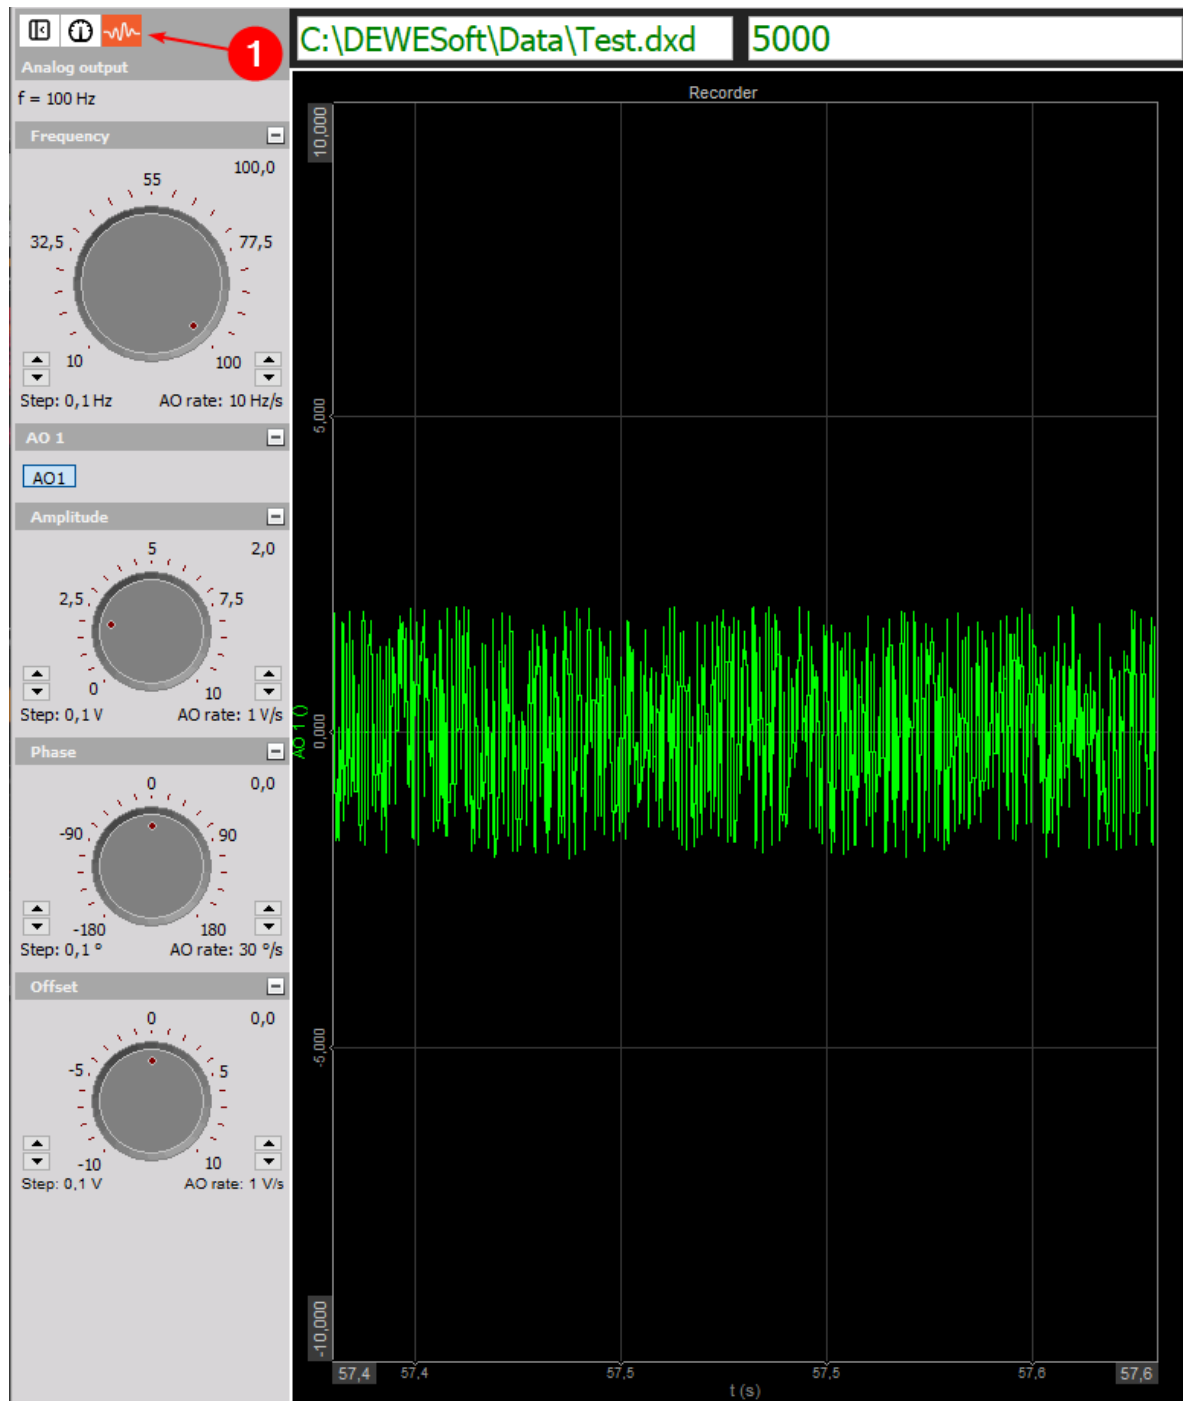 1
C:\DEWESoft\Data\Test.dxd
5000
Analog output
f = 100 Hz
Frequency
100,0
55
32,5
77,5
10
100
Step: 0,1 Hz
AO rate: 10 Hz/s
AO 1
AO1
Amplitude
5
2,0
2,5
7,5
0
10
Step: 0,1 V
AO rate: 1 V/s
Phase
0
0,0
-90
90
-180
180
Step: 0,1 °
AO rate: 30 °/s
Offset
0
0,0
-5
5
-10
10
Step: 0,1 V
AO rate: 1 V/s
Recorder
10,000
5,000
0,000
-5,000
-10,000
AO 1 ()
57,4
57,4
57,5
57,5
57,6
57,6
t (s)